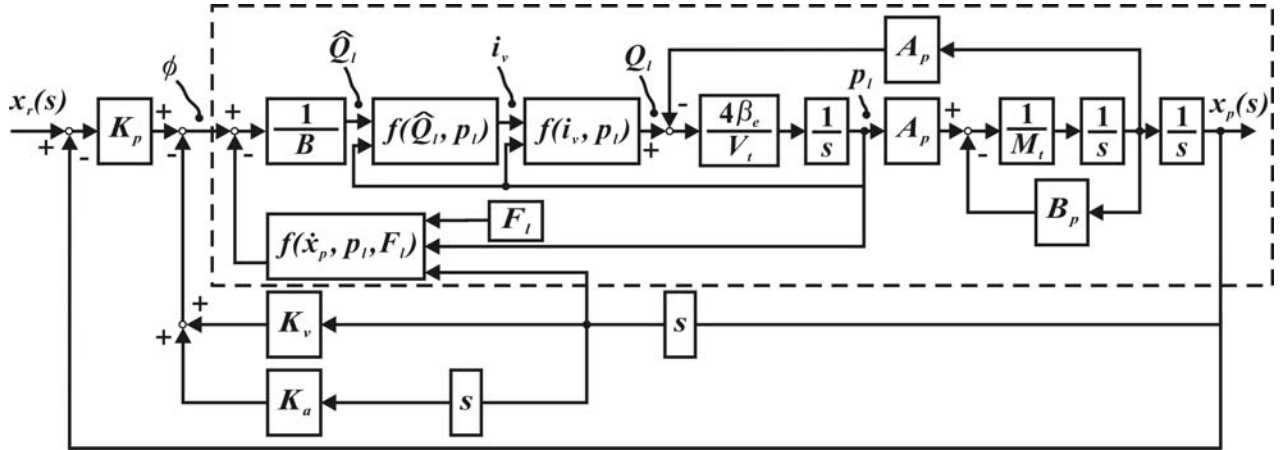 x_r(s)
+
-
K_p
+
-
ϕ
+
-
1/B
Q̂_l
f(Q̂_l, p_l)
i_v
f(i_v, p_l)
Q_l
+
-
4β_e/V_t
1/s
p_l
A_p
A_p
+
-
1/M_t
1/s
1/s
x_p(s)
B_p
F_l
f(ẋ_p, p_l, F_l)
+
+
K_v
s
K_a
s